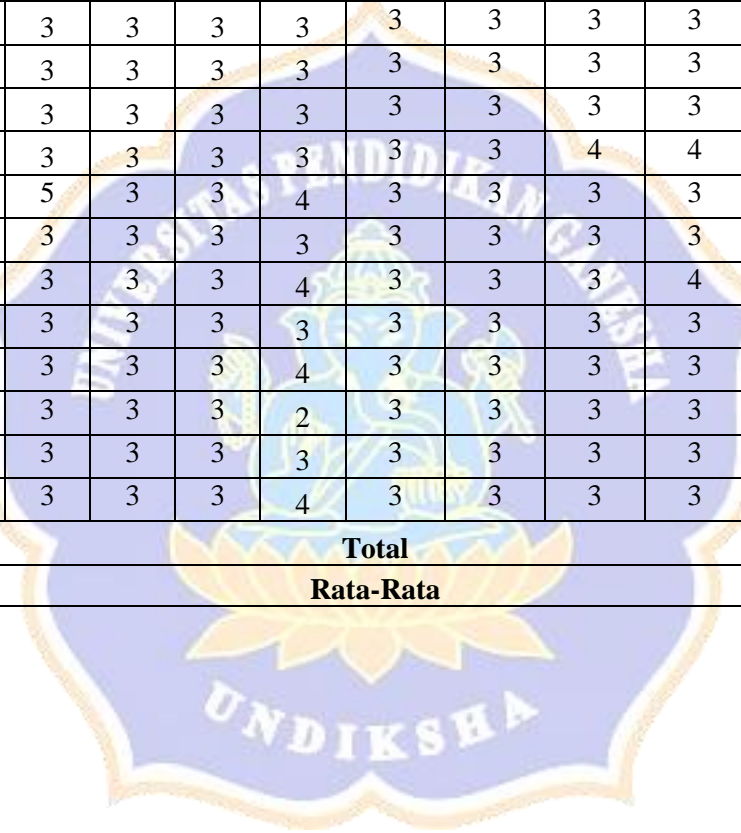 3 3 3 3 3 3 3 3
3 3 3 3 3 3 3 3
3 3 3 3 3 3 3 3
3 3 3 3 3 3 4 4
5 3 3 4 3 3 3 3
3 3 3 3 3 3 3 3
3 3 3 4 3 3 3 4
3 3 3 3 3 3 3 3
3 3 3 4 3 3 3 3
3 3 3 2 3 3 3 3
3 3 3 3 3 3 3 3
3 3 3 4 3 3 3 3
Total
Rata-Rata
UNIVERSITAS PENDIDIKAN GANESHA
UNDIKSHA